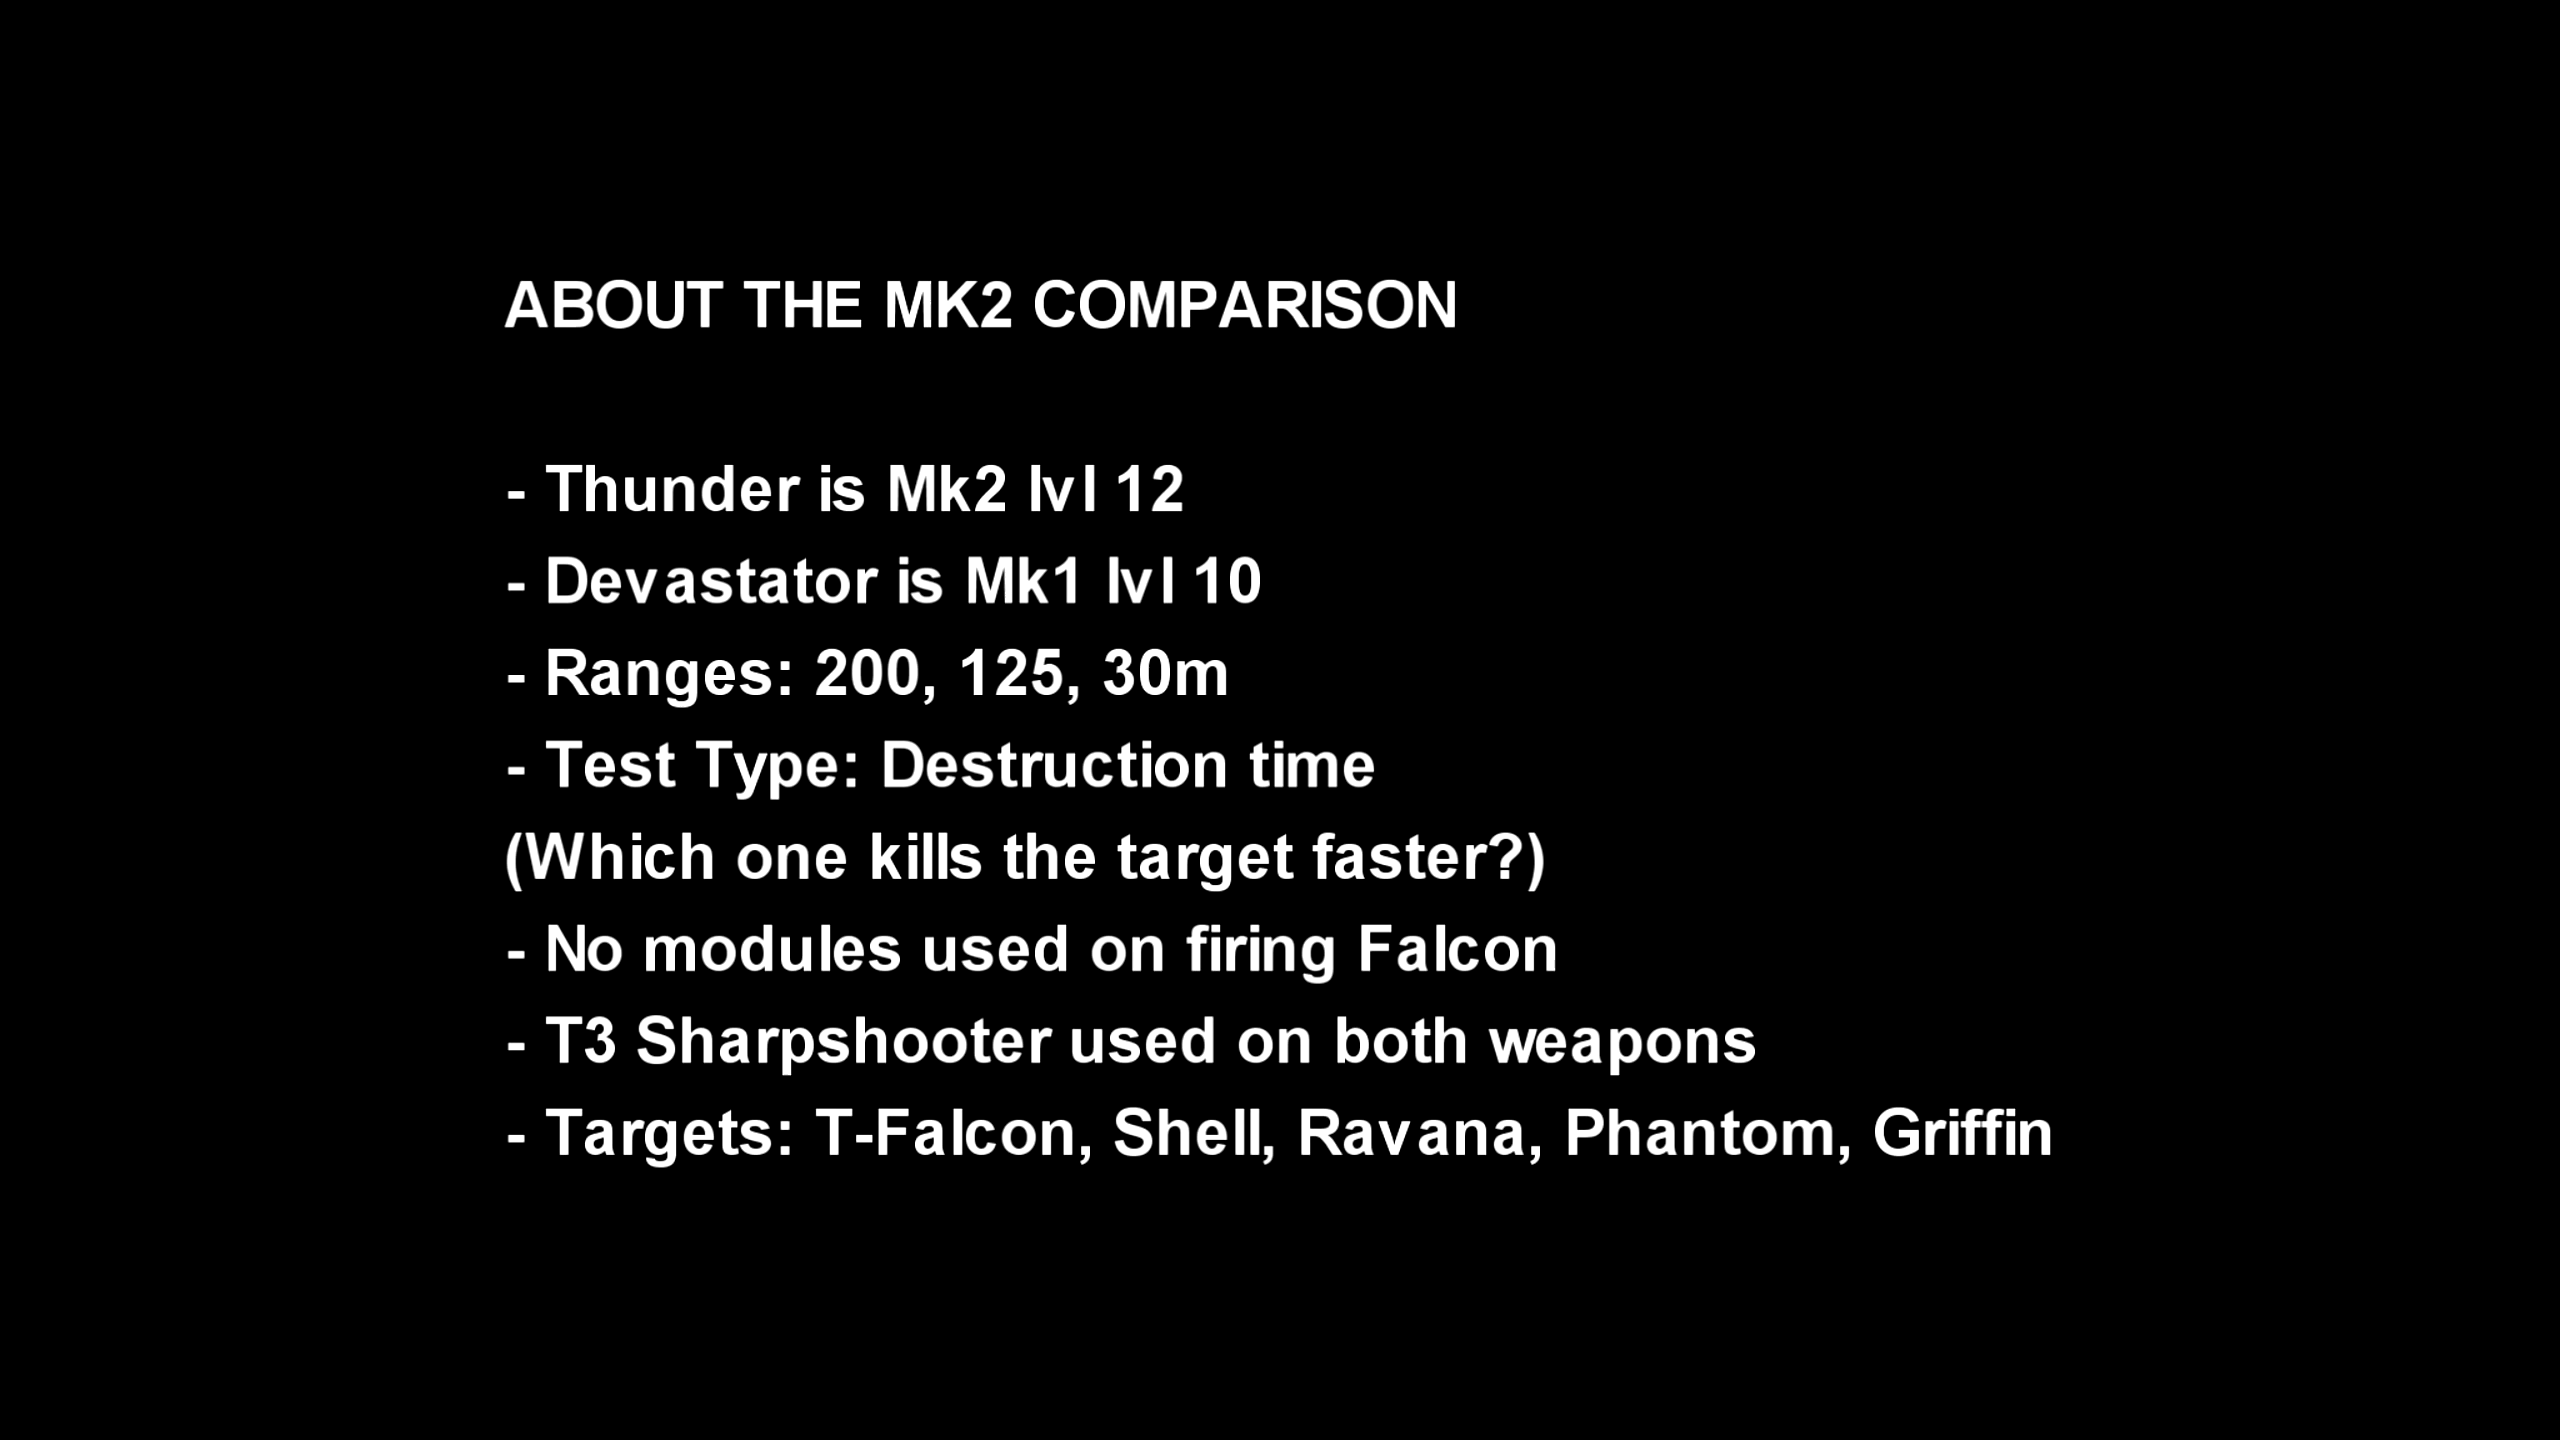 ABOUT THE MK2 COMPARISON
- Thunder is Mk2 lvl 12
- Devastator is Mk1 lvl 10
- Ranges: 200, 125, 30m
- Test Type: Destruction time
(Which one kills the target faster?)
- No modules used on firing Falcon
- T3 Sharpshooter used on both weapons
- Targets: T-Falcon, Shell, Ravana, Phantom, Griffin